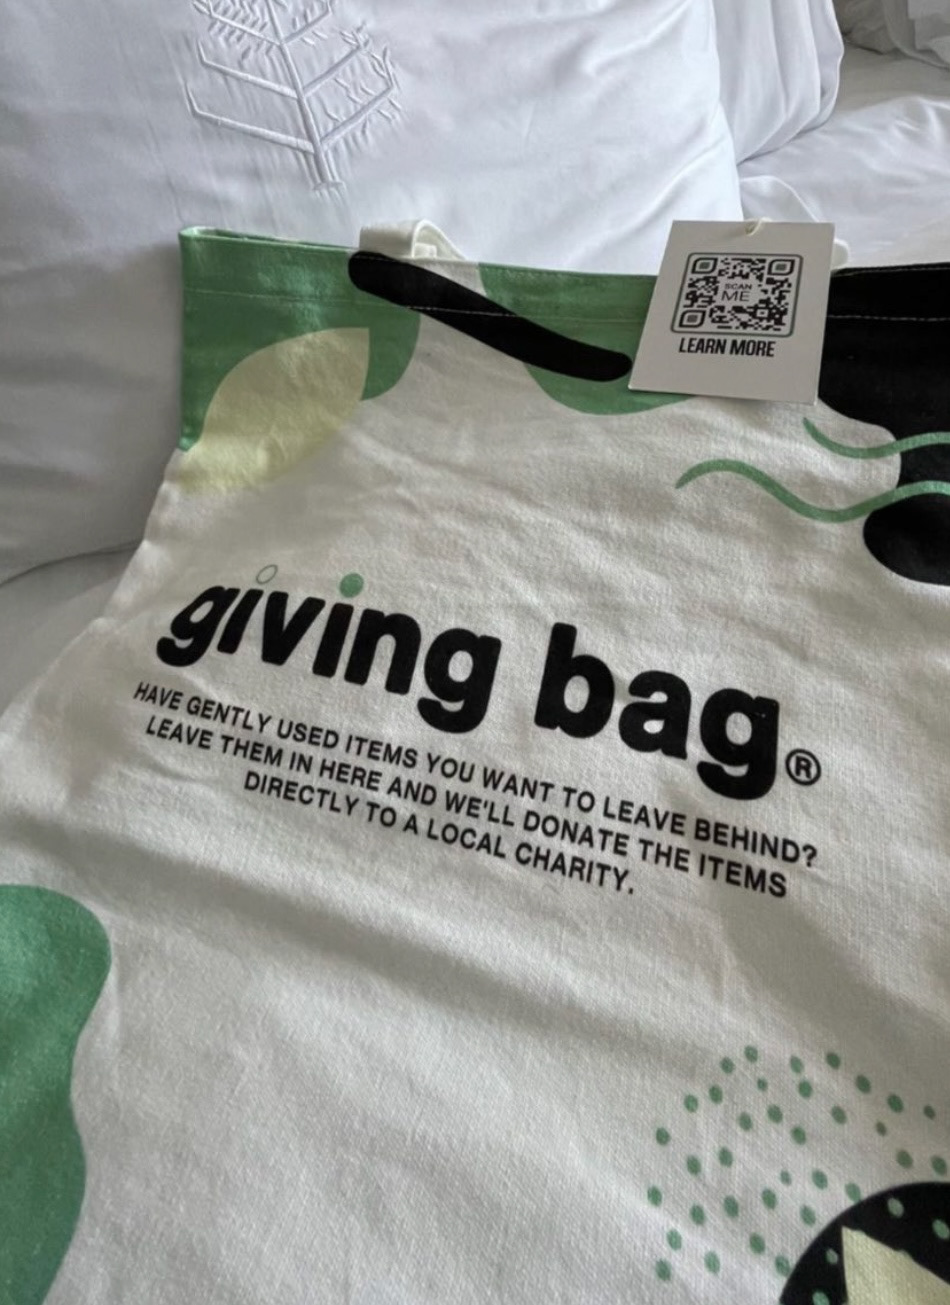 SCAN
ME
LEARN MORE
giving bag®
HAVE GENTLY USED ITEMS YOU WANT TO LEAVE BEHIND?
LEAVE THEM IN HERE AND WE'LL DONATE THE ITEMS
DIRECTLY TO A LOCAL CHARITY.